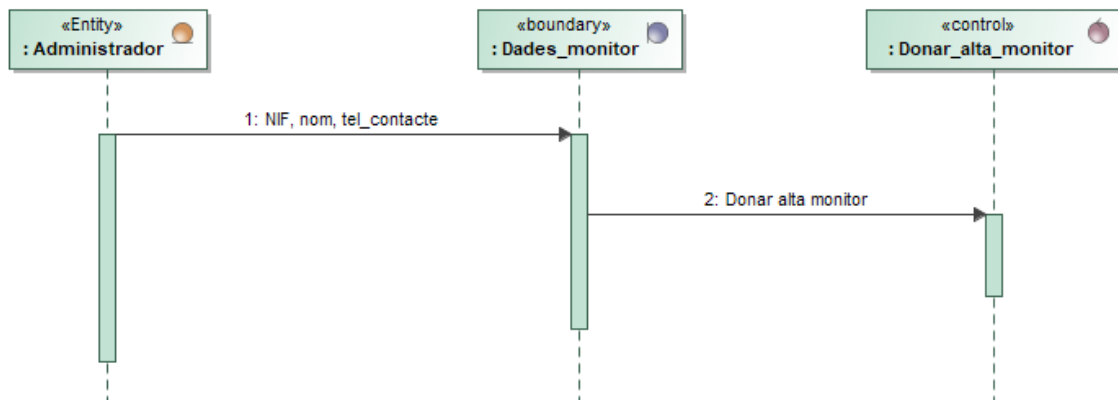 «Entity»
: Administrador
«boundary»
: Dades_monitor
«control»
: Donar_alta_monitor
1: NIF, nom, tel_contacte
2: Donar alta monitor